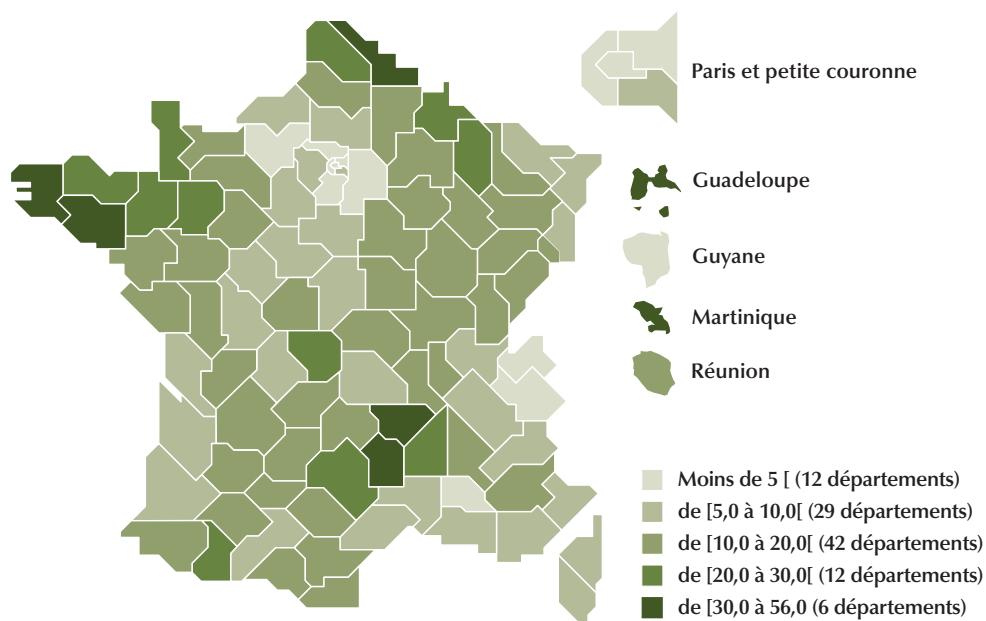 Paris et petite couronne
Guadeloupe
Guyane
Martinique
Réunion
Moins de 5 [ (12 départements)
de [5,0 à 10,0[ (29 départements)
de [10,0 à 20,0[ (42 départements)
de [20,0 à 30,0[ (12 départements)
de [30,0 à 56,0 (6 départements)